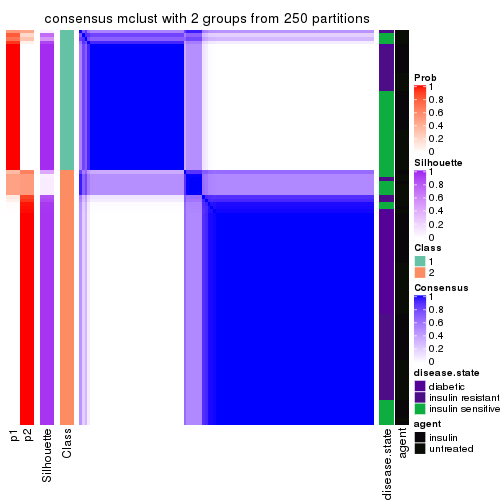 consensus mclust with 2 groups from 250 partitions
Prob
1
0.8
0.6
0.4
0.2
0
Silhouette
1
0.8
0.6
0.4
0.2
0
Class
1
2
Consensus
1
0.8
0.6
0.4
0.2
0
disease.state
diabetic
insulin resistant
insulin sensitive
agent
insulin
untreated
p1
p2
Silhouette
Class
disease.state
agent